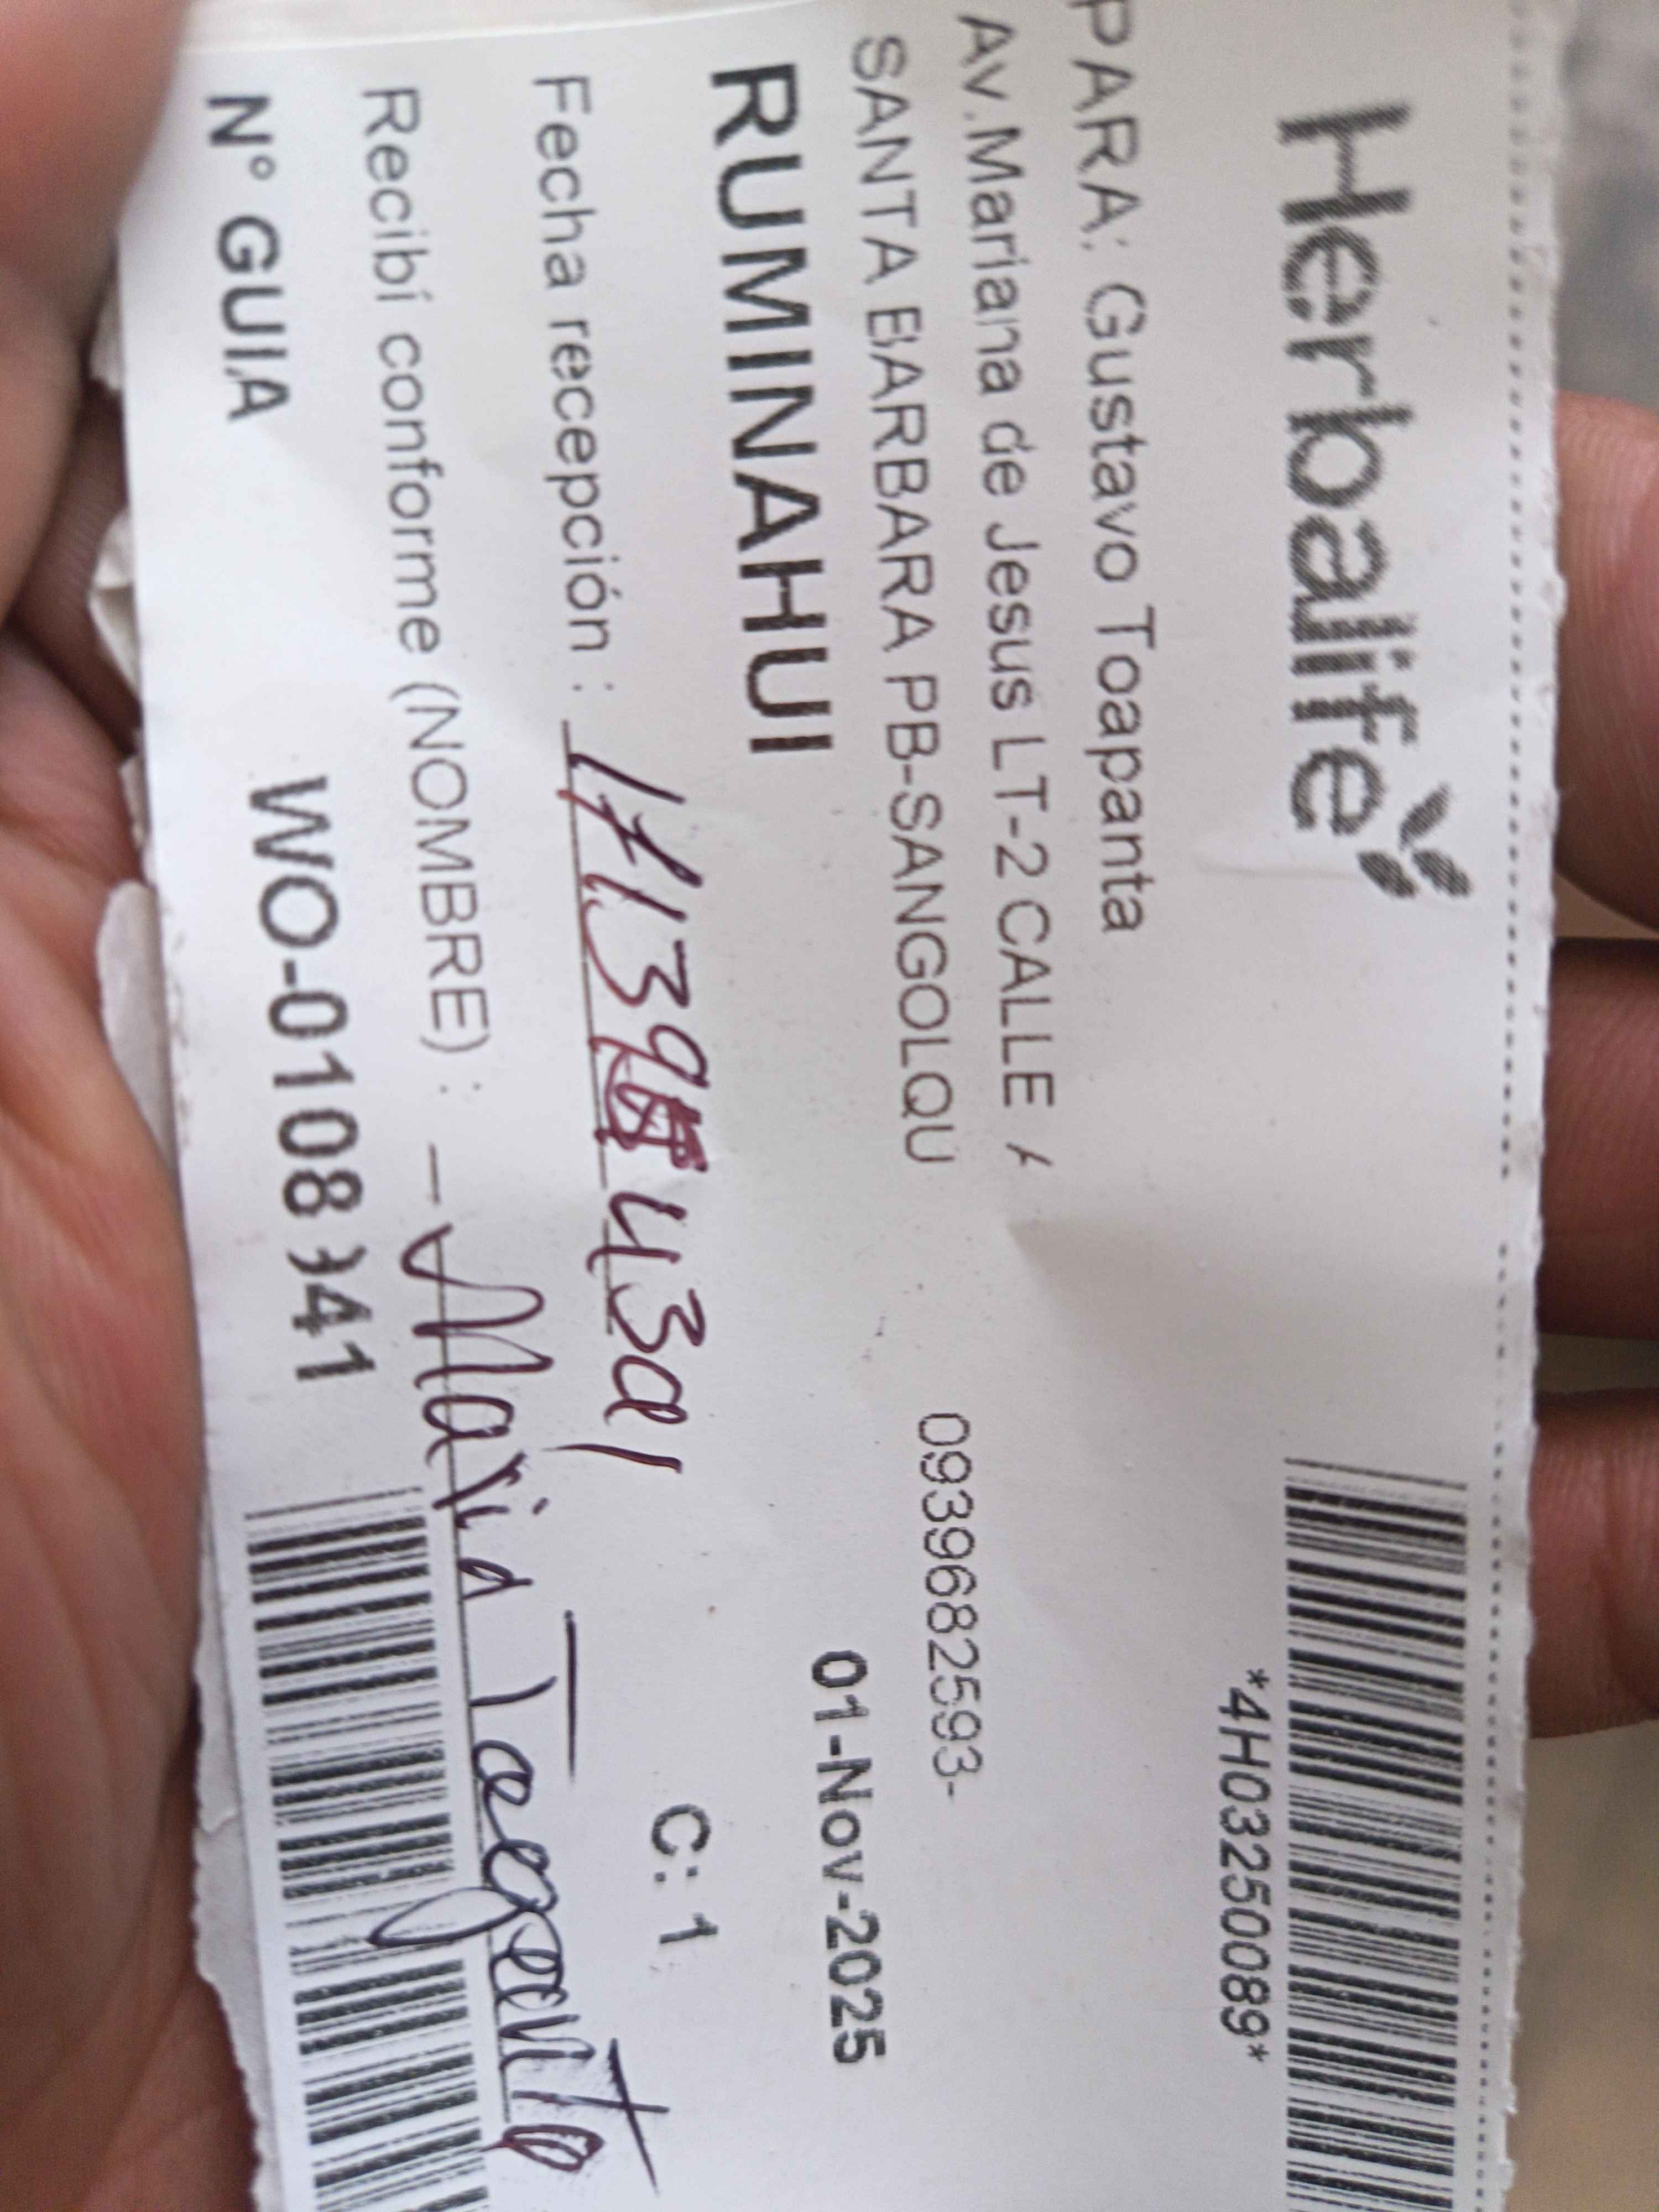 Herbalife
*4H03250089*
PARA: Gustavo Toapanta
Av.Mariana de Jesus LT-2 CALLE
SANTA BARBARA PB-SANGOLQU 0939682593-
RUMINAHUI 01-Nov-2025
Fecha recepción :
C: 1
Recibí conforme (NOMBRE) : Maria
N° GUIA